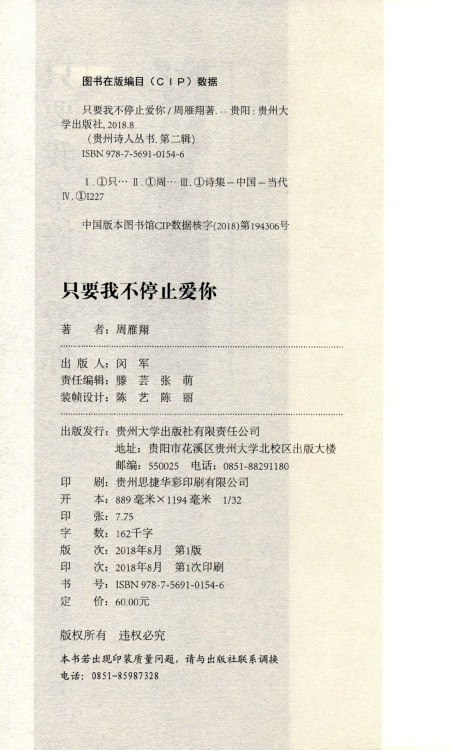 图书在版编目（CIP）数据
只要我不停止爱你 / 周雁翔著. -- 贵阳 : 贵州大
学出版社, 2018.8
（贵州诗人丛书. 第二辑）
ISBN 978-7-5691-0154-6
Ⅰ. ①只… Ⅱ. ①周… Ⅲ. ①诗集－中国－当代
Ⅳ. ①I227
中国版本图书馆CIP数据核字(2018)第194306号
只要我不停止爱你
著　　者：周雁翔
出 版 人：闵　军
责任编辑：滕　芸　张　萌
装帧设计：陈　艺　陈　丽
出版发行：贵州大学出版社有限责任公司
地址：贵阳市花溪区贵州大学北校区出版大楼
邮编：550025　电话：0851-88291180
印　　刷：贵州思捷华彩印刷有限公司
开　　本：889 毫米×1194 毫米　1/32
印　　张：7.75
字　　数：162千字
版　　次：2018年8月　第1版
印　　次：2018年8月　第1次印刷
书　　号：ISBN 978-7-5691-0154-6
定　　价：60.00元
版权所有　违权必究
本书若出现印装质量问题，请与出版社联系调换
电话：0851-85987328